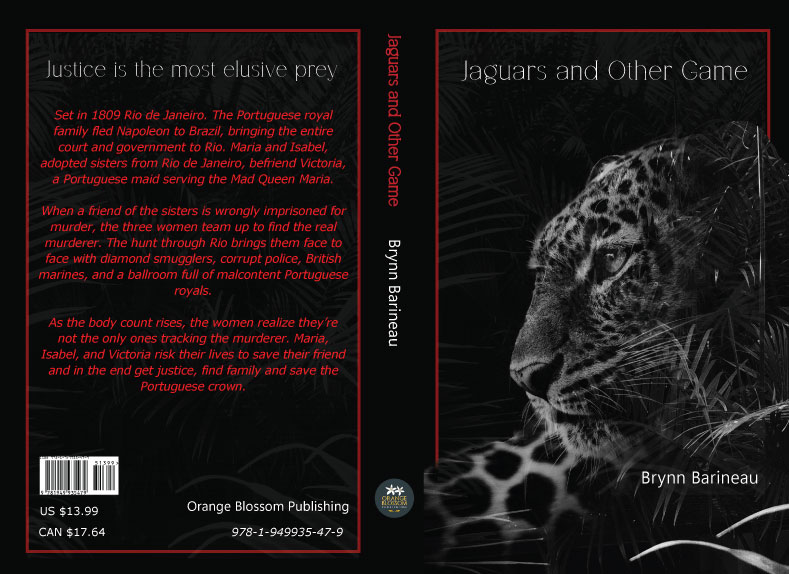 Justice is the most elusive prey
Set in 1809 Rio de Janeiro. The Portuguese royal
family fled Napoleon to Brazil, bringing the entire
court and government to Rio. Maria and Isabel,
adopted sisters from Rio de Janeiro, befriend Victoria,
a Portuguese maid serving the Mad Queen Maria.
When a friend of the sisters is wrongly imprisoned for
murder, the three women team up to find the real
murderer. The hunt through Rio brings them face to
face with diamond smugglers, corrupt police, British
marines, and a ballroom full of malcontent Portuguese
royals.
As the body count rises, the women realize they're
not the only ones tracking the murderer. Maria,
Isabel, and Victoria risk their lives to save their friend
and in the end get justice, find family and save the
Portuguese crown.
51399
US $13.99
CAN $17.64
Orange Blossom Publishing
978-1-949935-47-9
Jaguars and Other Game
Brynn Barineau
ORANGE
BLOSSOM
Jaguars and Other Game
Brynn Barineau